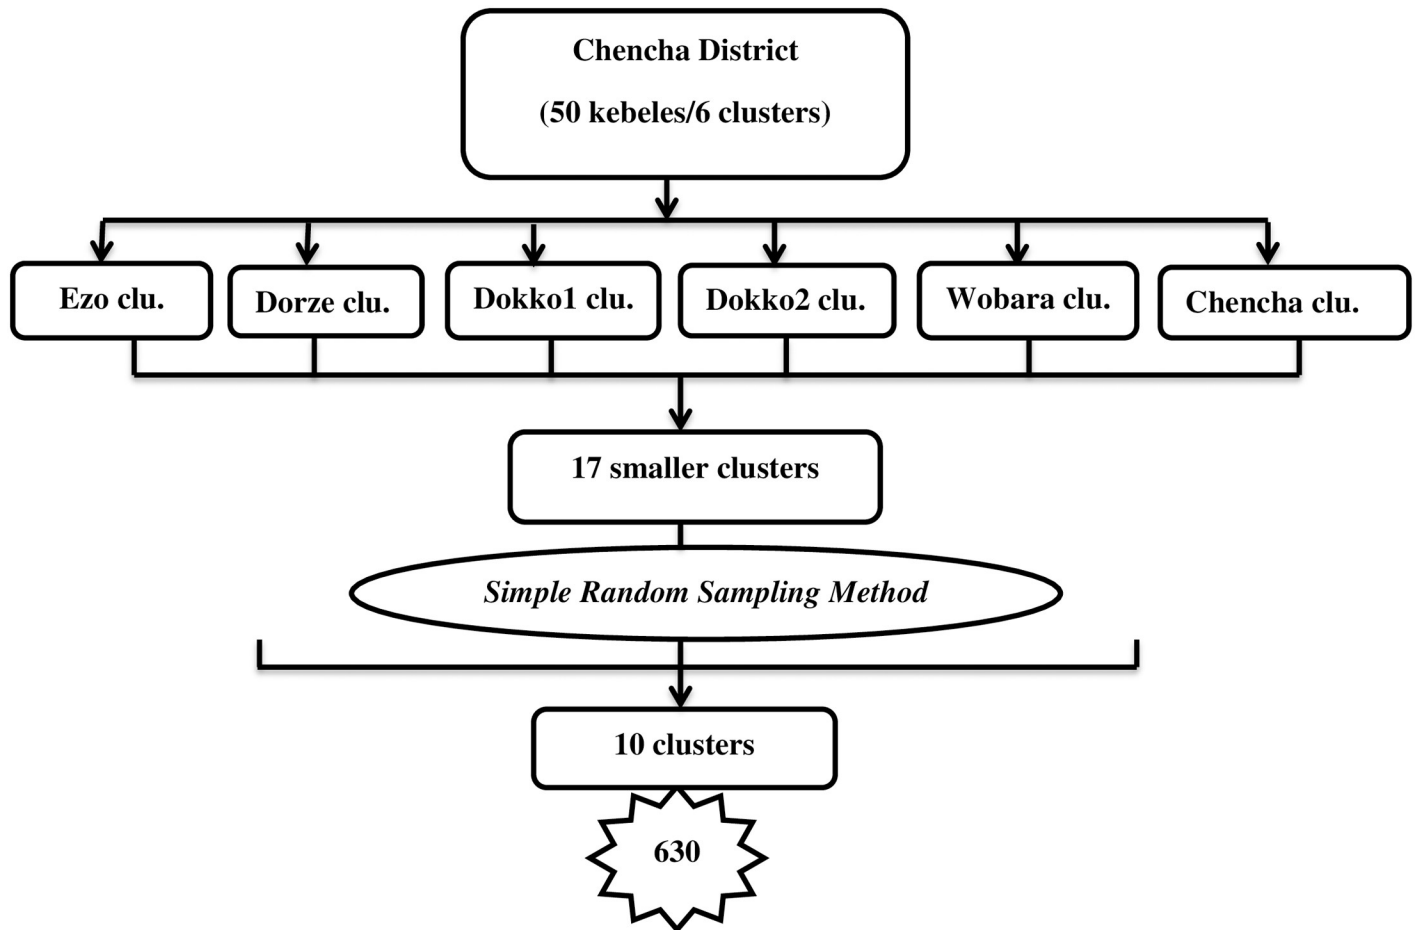 Chencha District
(50 kebeles/6 clusters)
Ezo clu.
Dorze clu.
Dokko1 clu.
Dokko2 clu.
Wobara clu.
Chencha clu.
17 smaller clusters
Simple Random Sampling Method
10 clusters
630